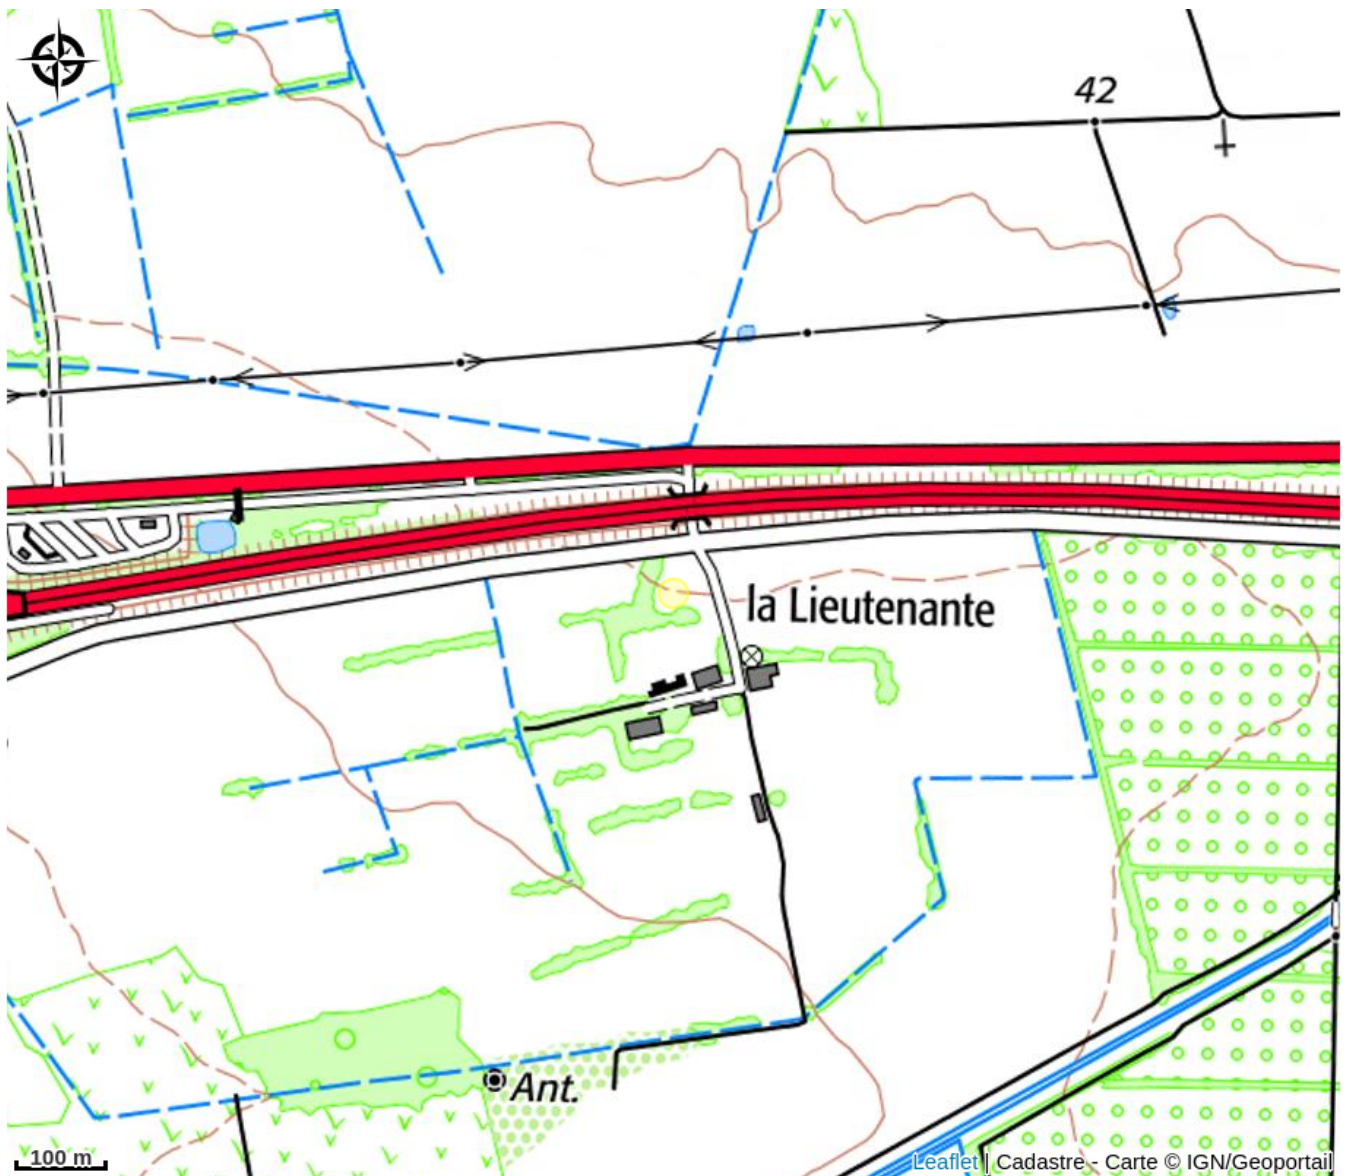 42
la Lieutenante
Ant.
100 m
Leaflet | Cadastre - Carte © IGN/Geoportail